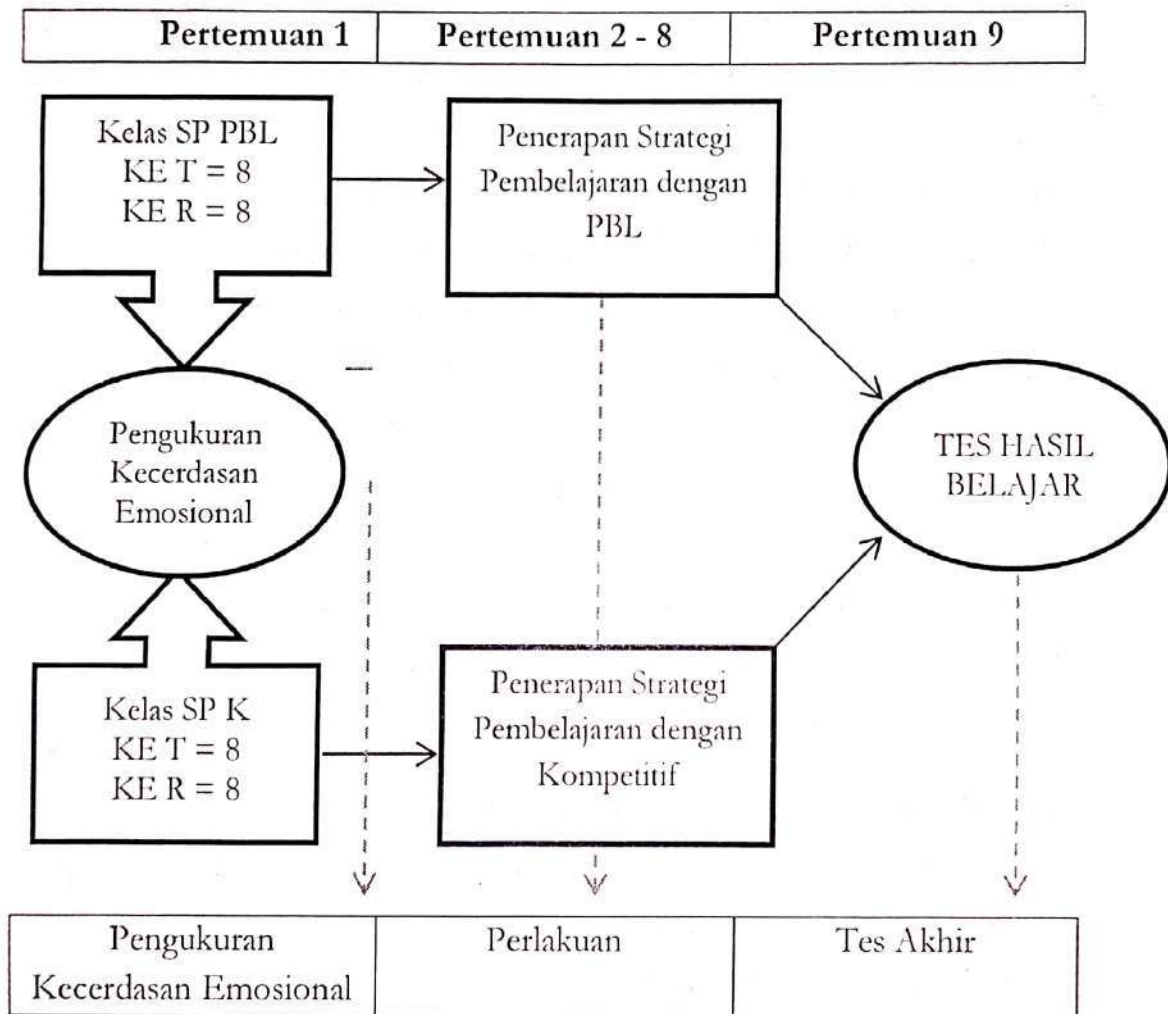 Pertemuan 1
Pertemuan 2 - 8
Pertemuan 9
Kelas SP PBL
KE T = 8
KE R = 8
Penerapan Strategi
Pembelajaran dengan
PBL
Pengukuran
Kecerdasan
Emosional
TES HASIL
BELAJAR
Kelas SP K
KE T = 8
KE R = 8
Penerapan Strategi
Pembelajaran dengan
Kompetitif
Pengukuran
Kecerdasan Emosional
Perlakuan
Tes Akhir